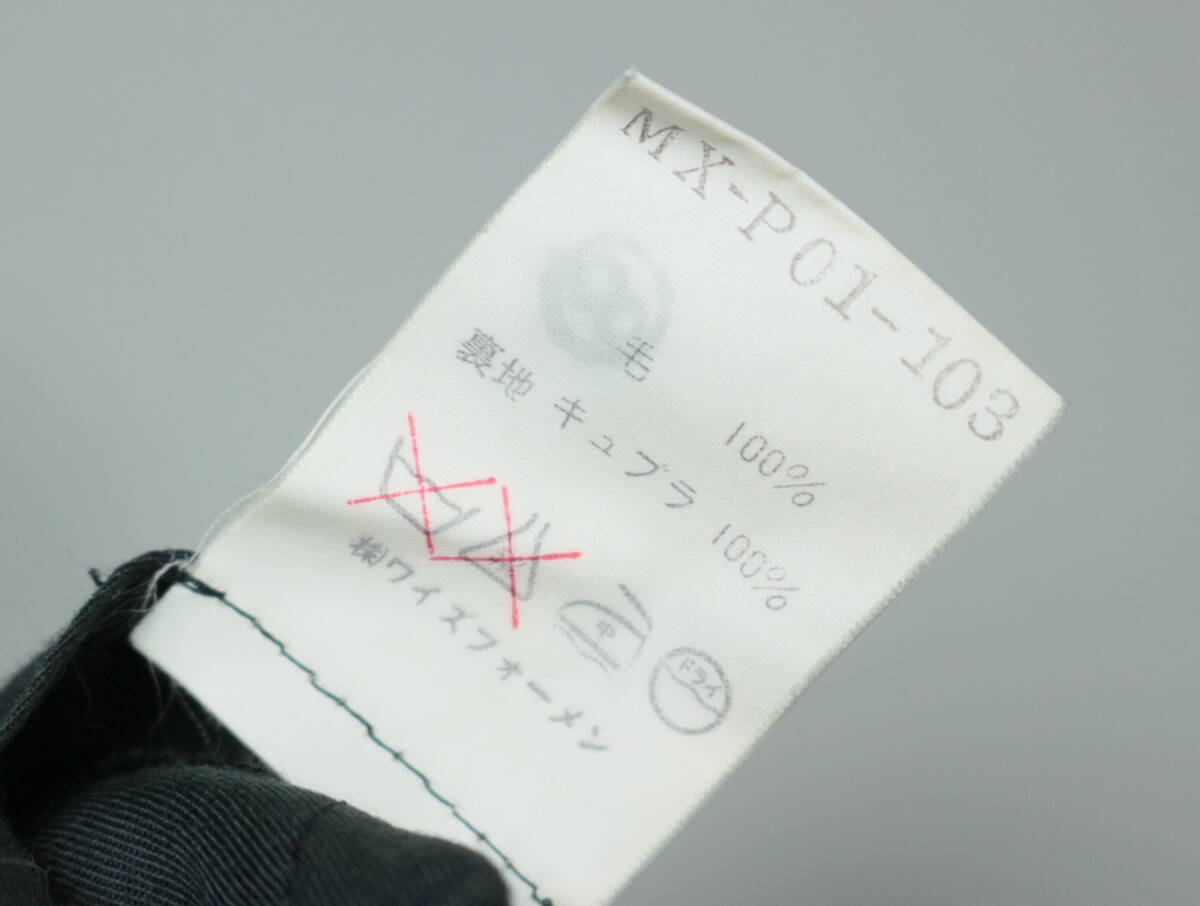 MX-P01-103
毛 100%
裏地 キュプラ 100%
中 ドライ
㈱ワイズフォーメン